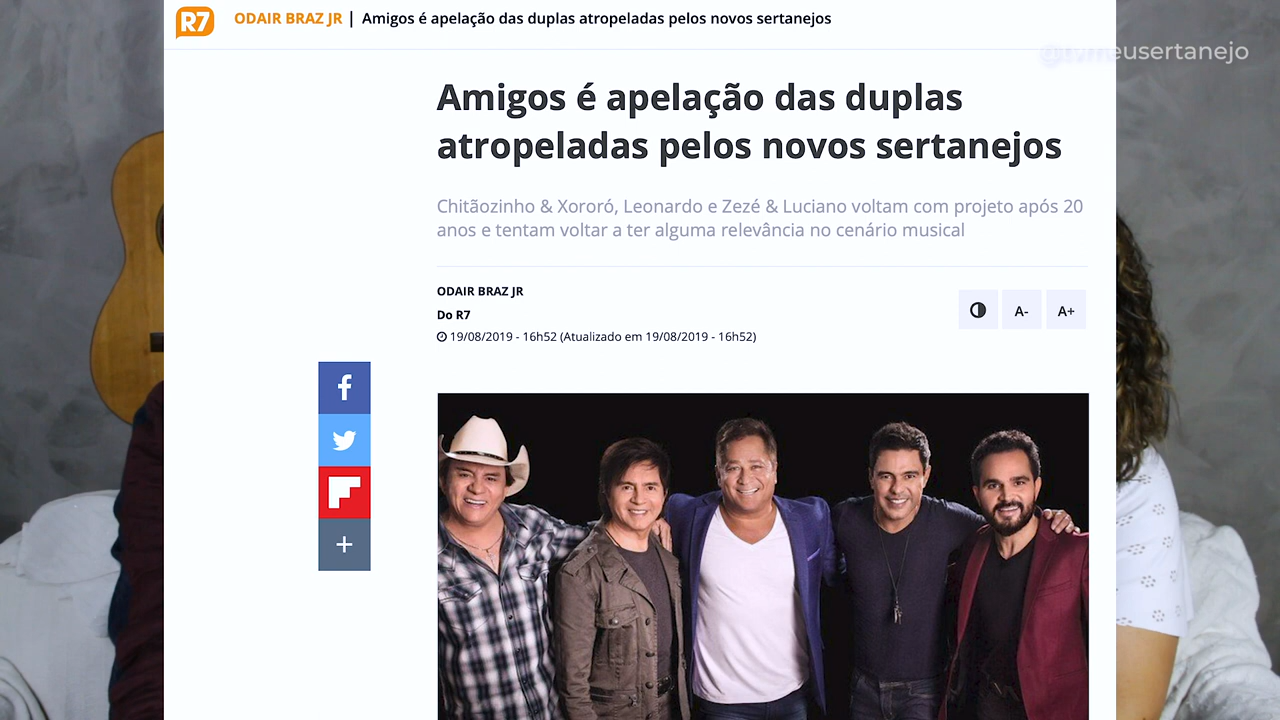 R7 ODAIR BRAZ JR | Amigos é apelação das duplas atropeladas pelos novos sertanejos
@tvmeusertanejo
Amigos é apelação das duplas
atropeladas pelos novos sertanejos
Chitãozinho & Xororó, Leonardo e Zezé & Luciano voltam com projeto após 20
anos e tentam voltar a ter alguma relevância no cenário musical
ODAIR BRAZ JR
Do R7
19/08/2019 - 16h52 (Atualizado em 19/08/2019 - 16h52)
A- A+